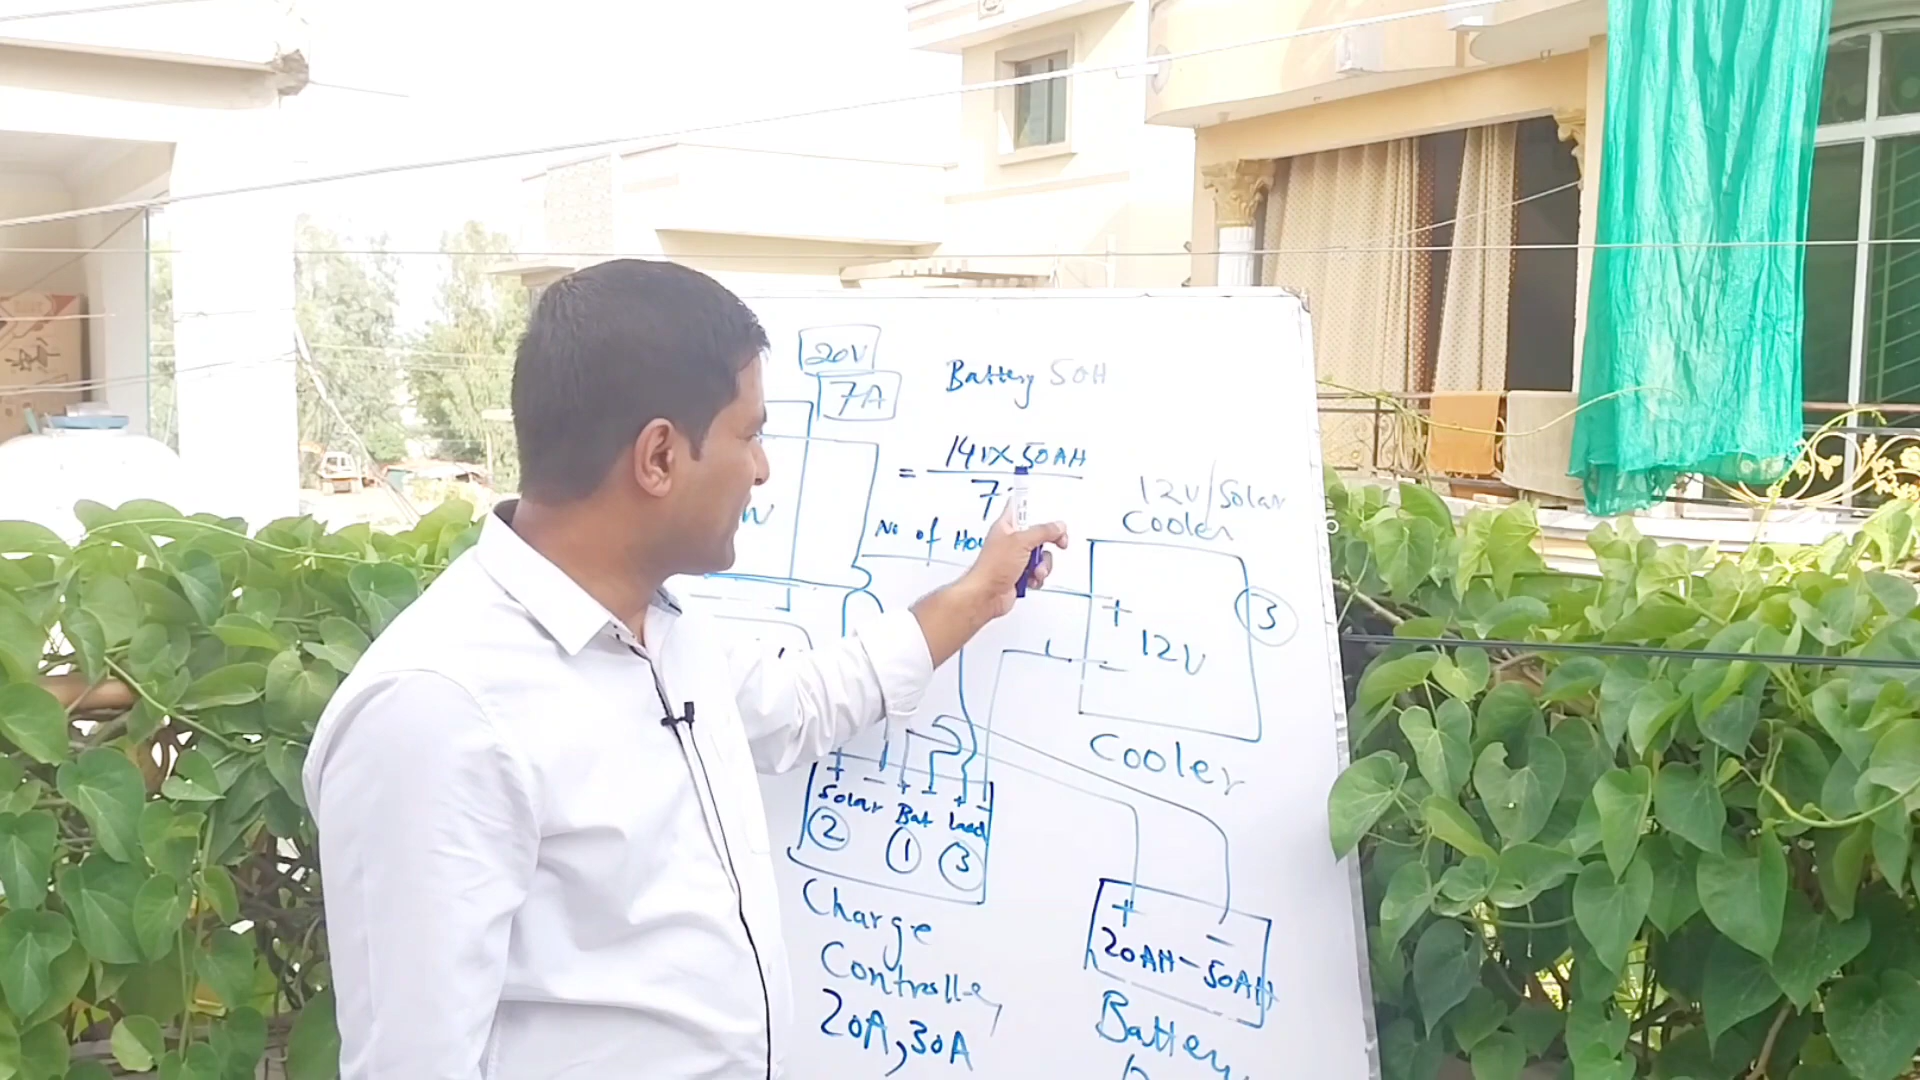 20V
7A
Battery 50H
= 141x50AH
7
No of
12V/Solar
Cooler
3
+
12V
-
Cooler
+ - + - + -
Solar Bat Load
2 1 3
Charge
Controller
20A,30A
+ -
20AH-50AH
Battery